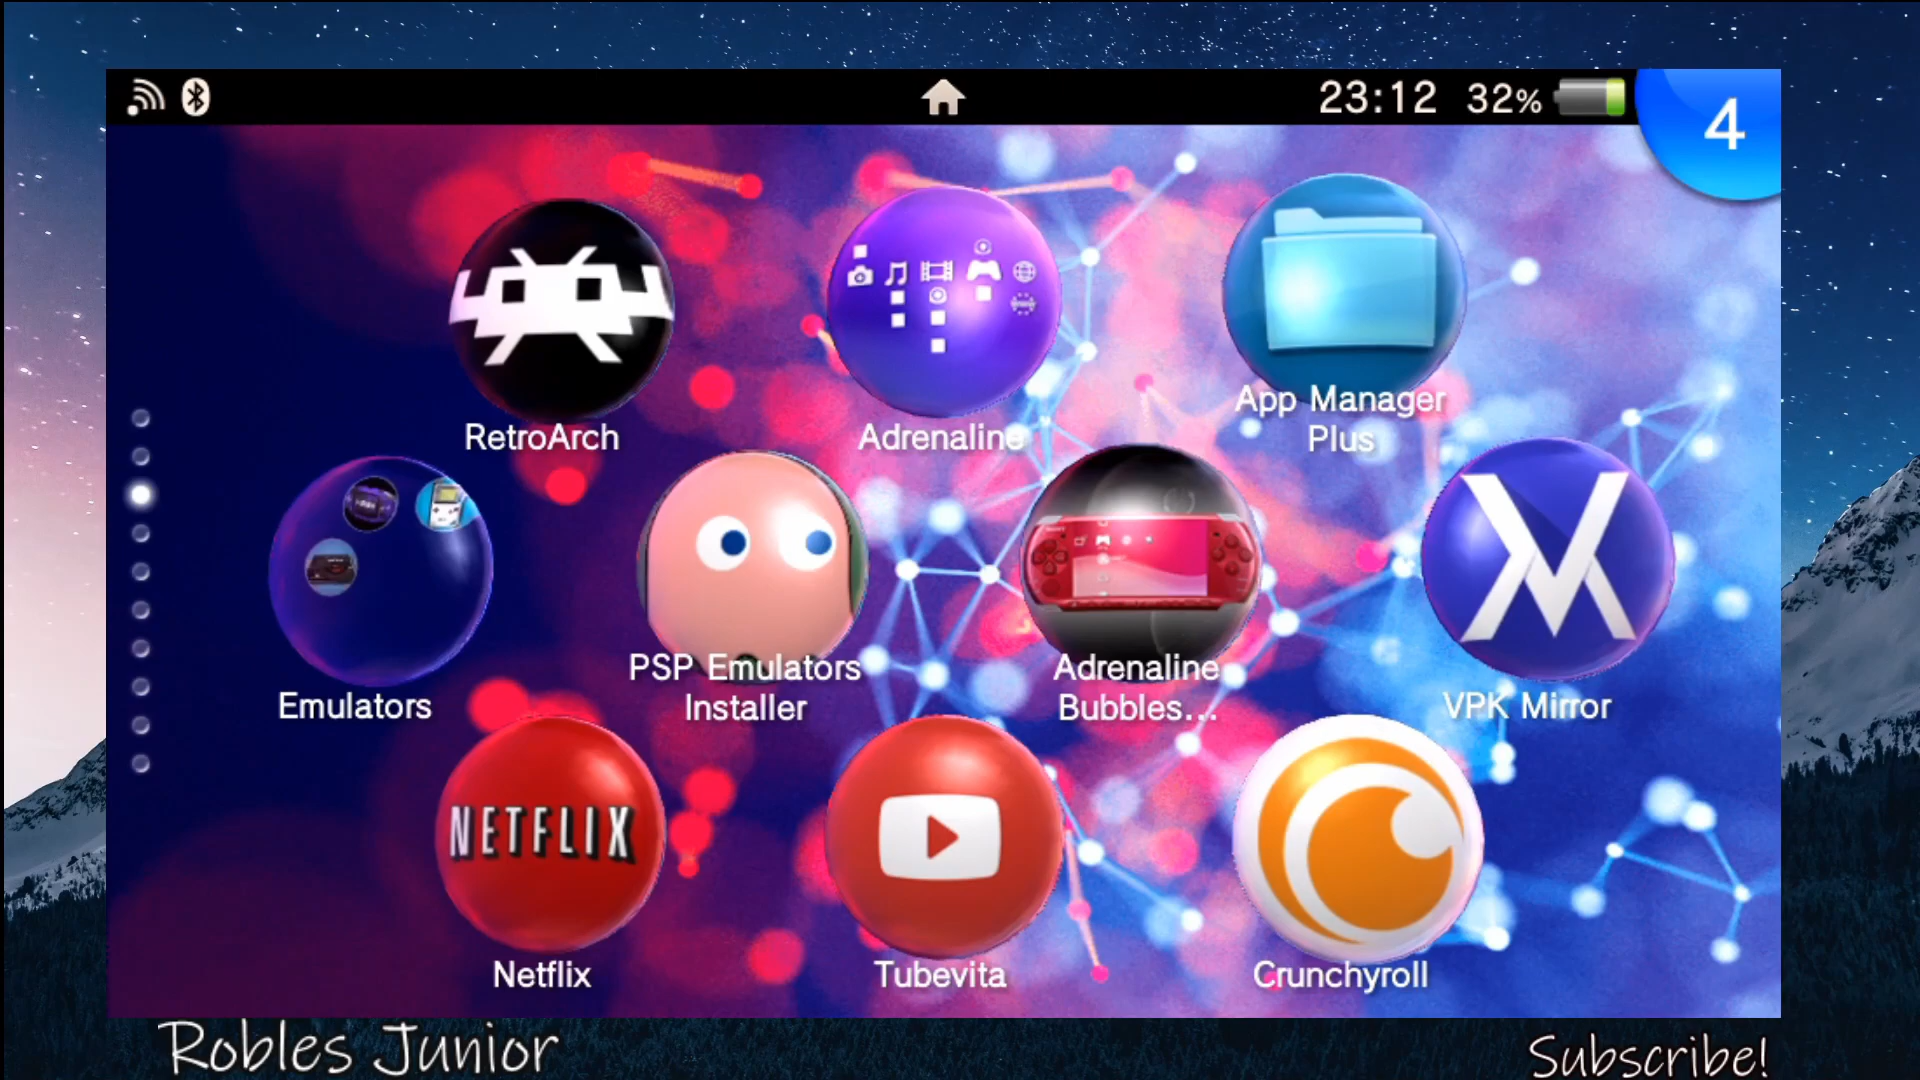 23:12 32% 4
RetroArch
Adrenaline
App Manager
Plus
Emulators
PSP Emulators
Installer
Adrenaline
Bubbles...
VPK Mirror
NETFLIX
Netflix
Tubevita
Crunchyroll
Robles Junior
Subscribe!